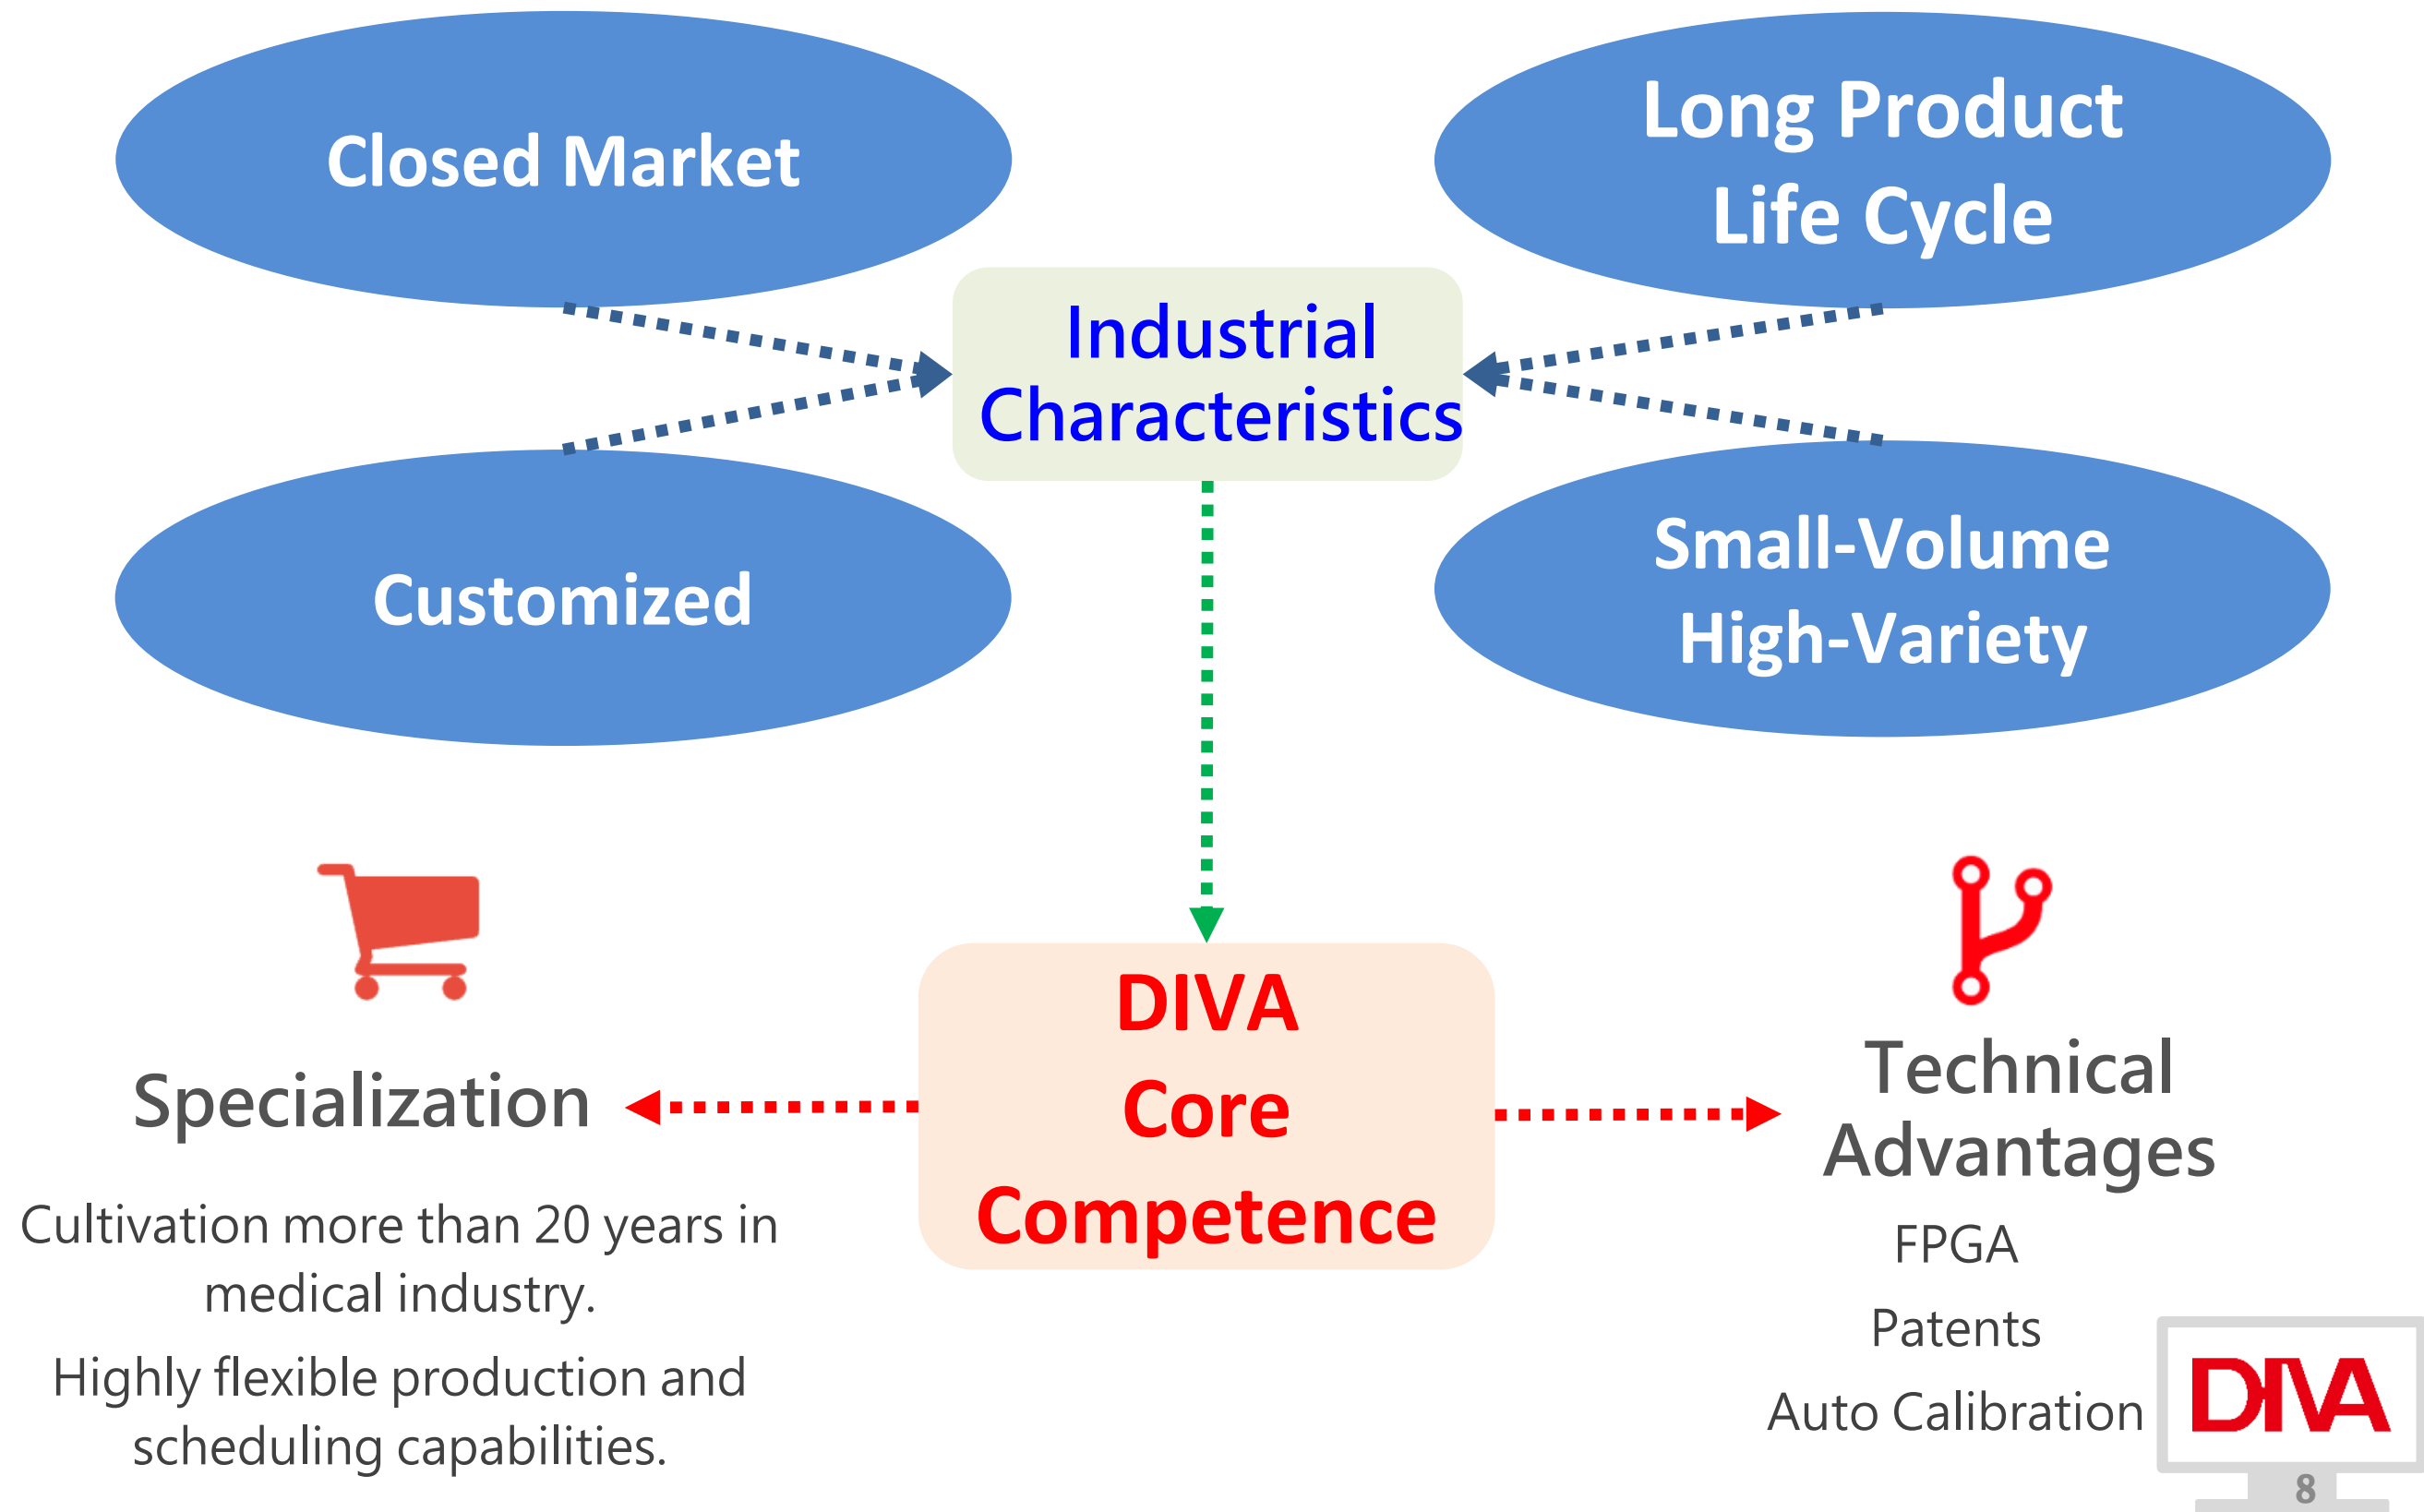 Closed Market
Long Product
Life Cycle
Industrial
Characteristics
Customized
Small-Volume
High-Variety
DIVA
Core
Competence
Specialization
Cultivation more than 20 years in
medical industry.
Highly flexible production and
scheduling capabilities.
Technical
Advantages
FPGA
Patents
Auto Calibration
DIVA
8